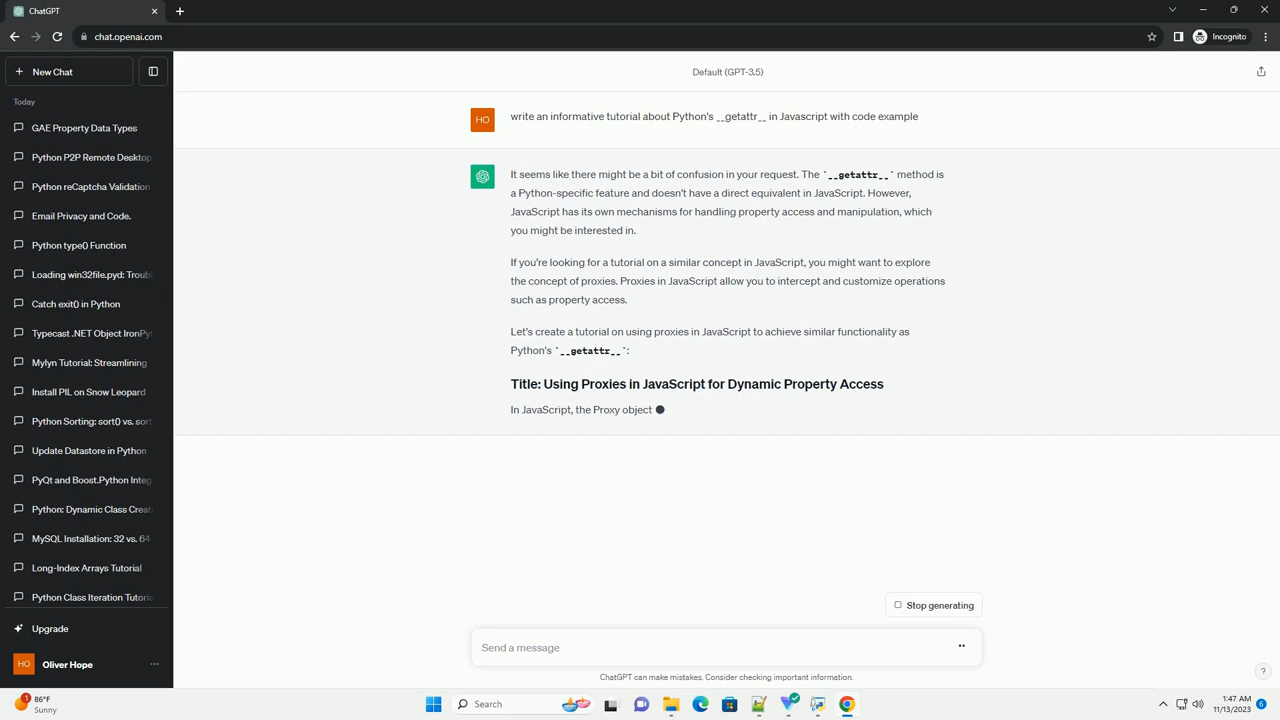 ChatGPT
chat.openai.com
Incognito
New Chat
Today
GAE Property Data Types
Python P2P Remote Desktop
Python reCaptcha Validation
Email Privacy and Code.
Python type() Function
Loading win32file.pyd: Troub
Catch exit() in Python
Typecast .NET Object IronPyt
Mylyn Tutorial: Streamlining
Install PIL on Snow Leopard
Python Sorting: sort() vs. sort
Update Datastore in Python
PyQt and Boost.Python Integ
Python: Dynamic Class Creati
MySQL Installation: 32 vs. 64
Long-Index Arrays Tutorial
Python Class Iteration Tutoria
Upgrade
HO Oliver Hope
Default (GPT-3.5)
HO write an informative tutorial about Python's __getattr__ in Javascript with code example
It seems like there might be a bit of confusion in your request. The `__getattr__` method is
a Python-specific feature and doesn't have a direct equivalent in JavaScript. However,
JavaScript has its own mechanisms for handling property access and manipulation, which
you might be interested in.
If you're looking for a tutorial on a similar concept in JavaScript, you might want to explore
the concept of proxies. Proxies in JavaScript allow you to intercept and customize operations
such as property access.
Let's create a tutorial on using proxies in JavaScript to achieve similar functionality as
Python's `__getattr__`:
Title: Using Proxies in JavaScript for Dynamic Property Access
In JavaScript, the Proxy object
Stop generating
Send a message
ChatGPT can make mistakes. Consider checking important information.
?
1
86°F
Sunny
Search
1:47 AM
11/13/2023
6